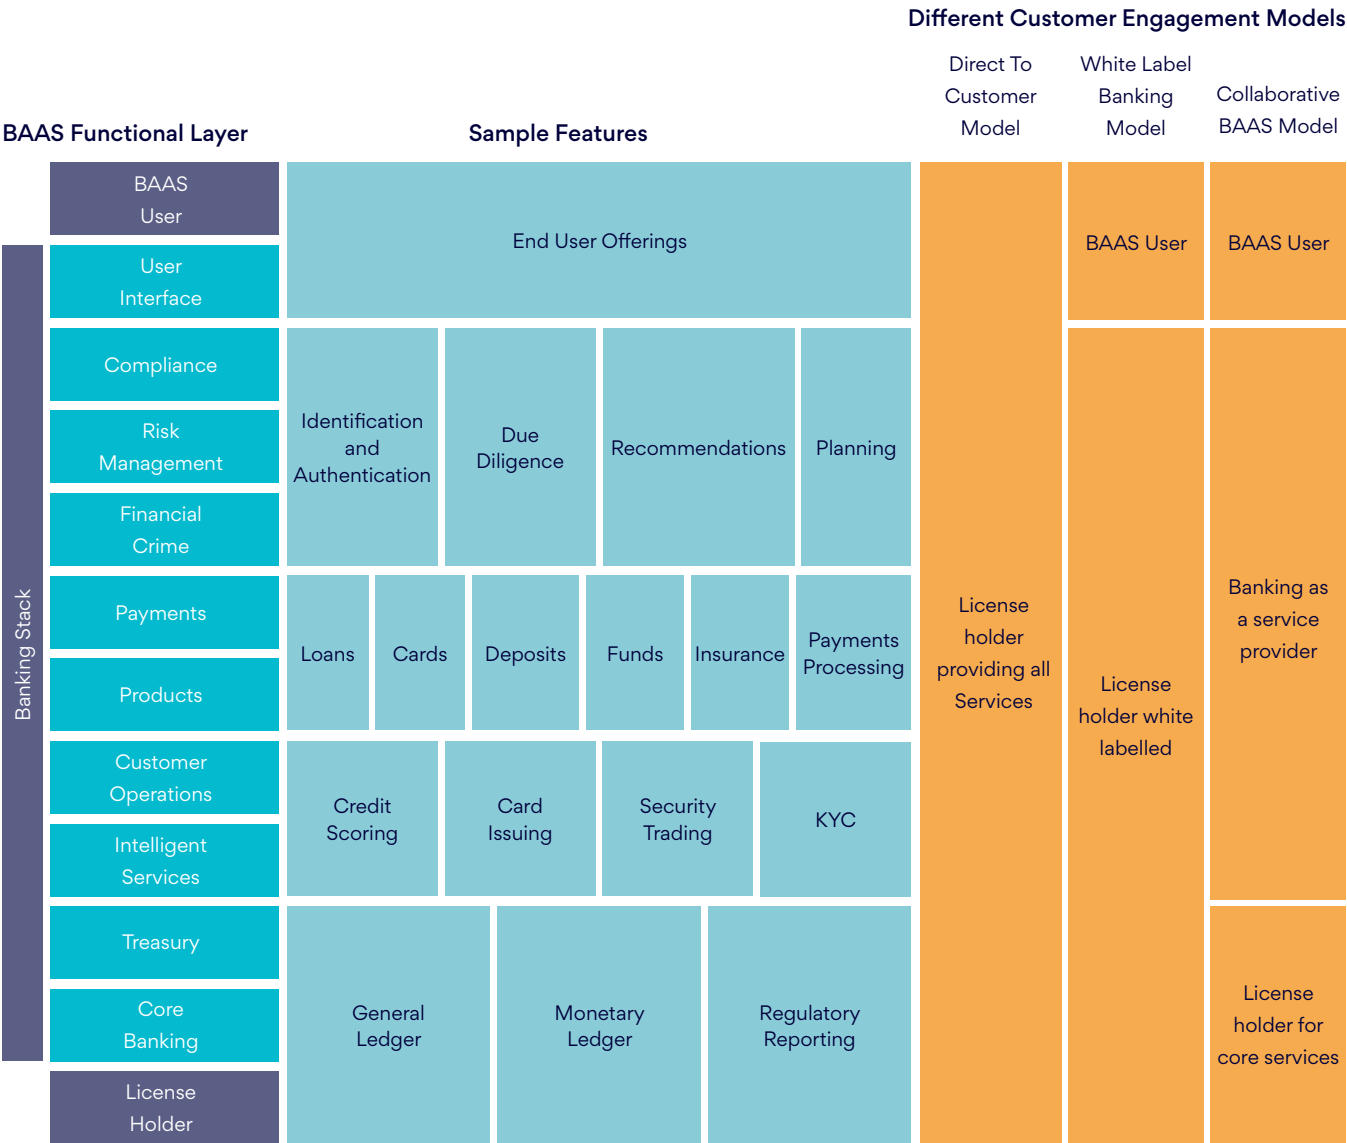 Different Customer Engagement Models
Direct To
Customer
Model
White Label
Banking
Model
Collaborative
BAAS Model
BAAS Functional Layer
Sample Features
BAAS
User
User
Interface
Compliance
Risk
Management
Financial
Crime
Payments
Products
Customer
Operations
Intelligent
Services
Treasury
Core
Banking
License
Holder
Banking Stack
End User Offerings
Identification
and
Authentication
Due
Diligence
Recommendations
Planning
Loans
Cards
Deposits
Funds
Insurance
Payments
Processing
Credit
Scoring
Card
Issuing
Security
Trading
KYC
General
Ledger
Monetary
Ledger
Regulatory
Reporting
License
holder
providing all
Services
BAAS User
License
holder white
labelled
BAAS User
Banking as
a service
provider
License
holder for
core services